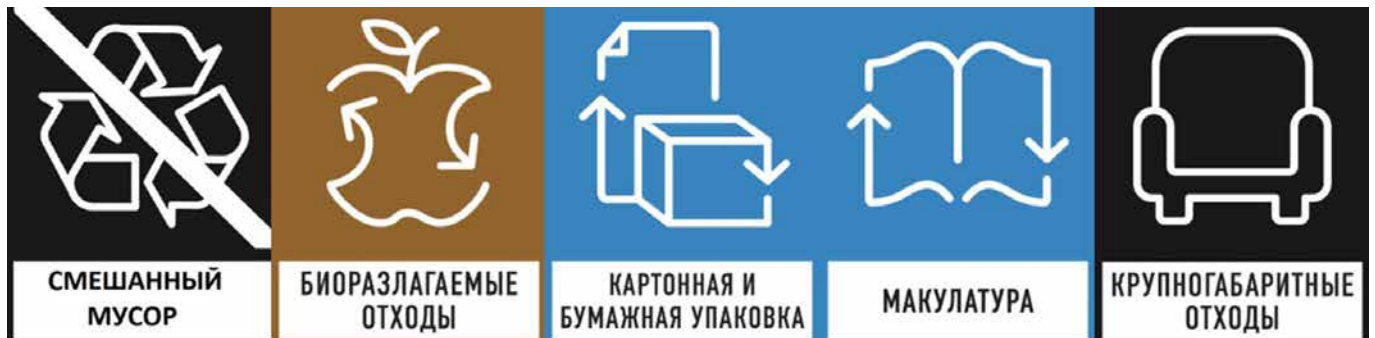 СМЕШАННЫЙ
МУСОР
БИОРАЗЛАГАЕМЫЕ
ОТХОДЫ
КАРТОННАЯ И
БУМАЖНАЯ УПАКОВКА
МАКУЛАТУРА
КРУПНОГАБАРИТНЫЕ
ОТХОДЫ